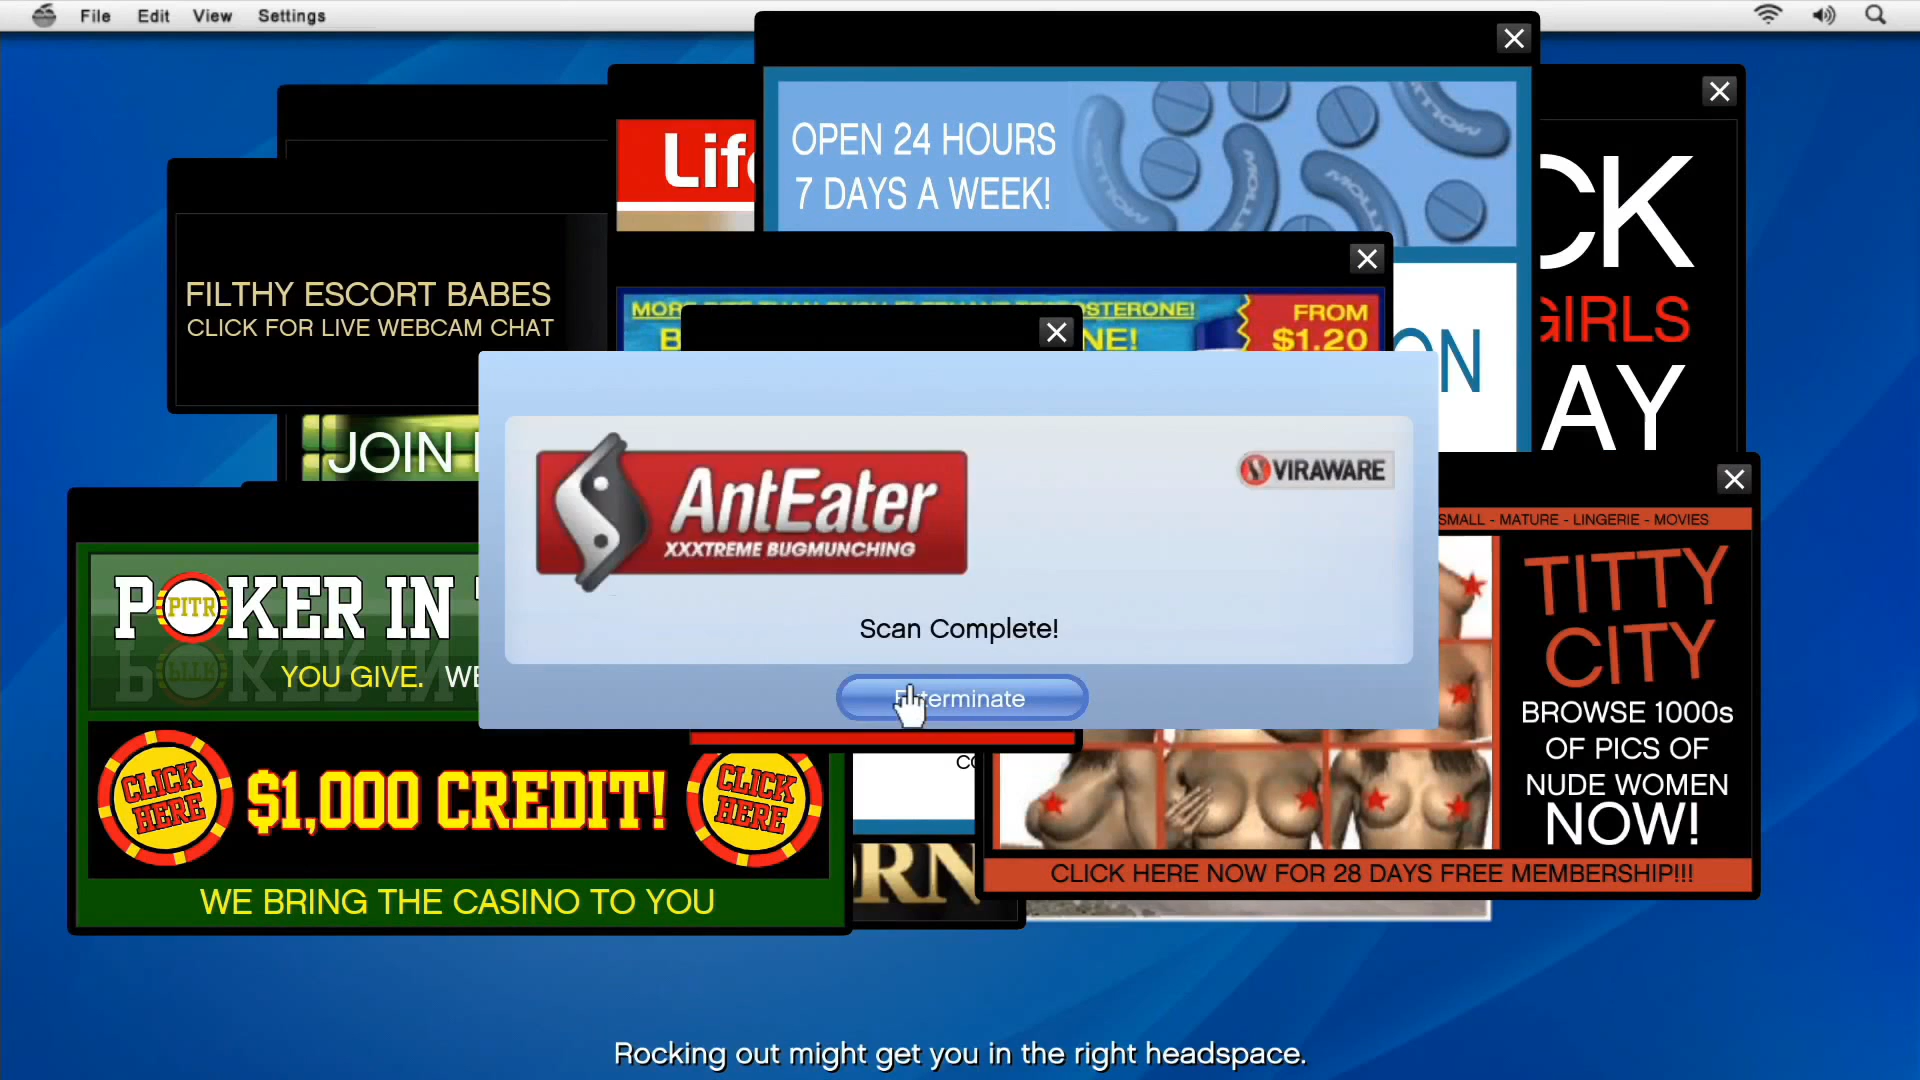 File Edit View Settings
OPEN 24 HOURS
7 DAYS A WEEK!
FILTHY ESCORT BABES
CLICK FOR LIVE WEBCAM CHAT
FROM
$1.20
GIRLS
JOIN
AntEater
XXXTREME BUGMUNCHING
VIRAWARE
Scan Complete!
SMALL - MATURE - LINGERIE - MOVIES
TITTY
CITY
BROWSE 1000s
OF PICS OF
NUDE WOMEN
NOW!
CLICK HERE NOW FOR 28 DAYS FREE MEMBERSHIP!!!
POKER IN
PITR
YOU GIVE.
CLICK
HERE
$1,000 CREDIT!
CLICK
HERE
WE BRING THE CASINO TO YOU
Rocking out might get you in the right headspace.